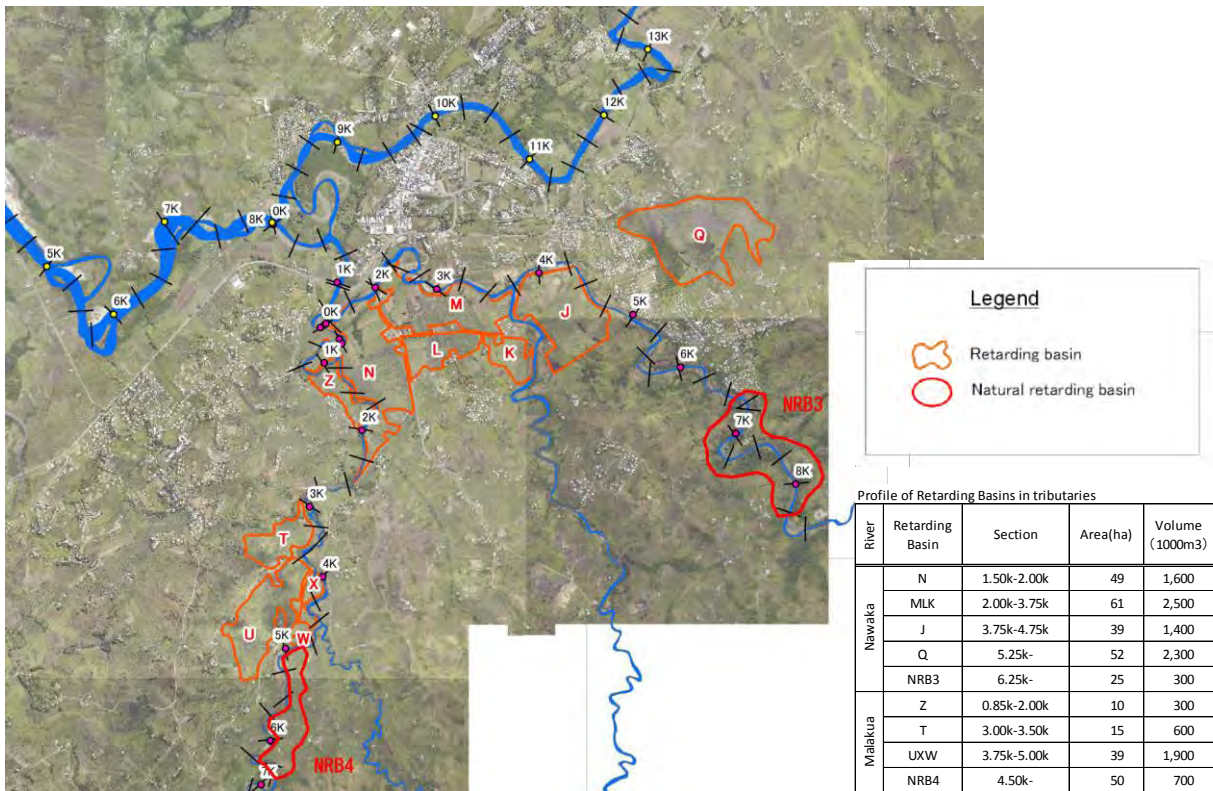 13K
12K
10K
11K
9K
7K
8K
0K
5K
6K
Q
1K
2K
3K
4K
M
J
5K
0K
L
K
6K
1K
Z
N
2K
NRB3
7K
8K
3K
T
4K
X
U
5K
W
6K
7K
NRB4
Legend
Retarding basin
Natural retarding basin
Profile of Retarding Basins in tributaries
River Retarding Basin Section Area(ha) Volume (1000m3)
Nawaka
N 1.50k-2.00k 49 1,600
MLK 2.00k-3.75k 61 2,500
J 3.75k-4.75k 39 1,400
Q 5.25k- 52 2,300
NRB3 6.25k- 25 300
Malakua
Z 0.85k-2.00k 10 300
T 3.00k-3.50k 15 600
UXW 3.75k-5.00k 39 1,900
NRB4 4.50k- 50 700